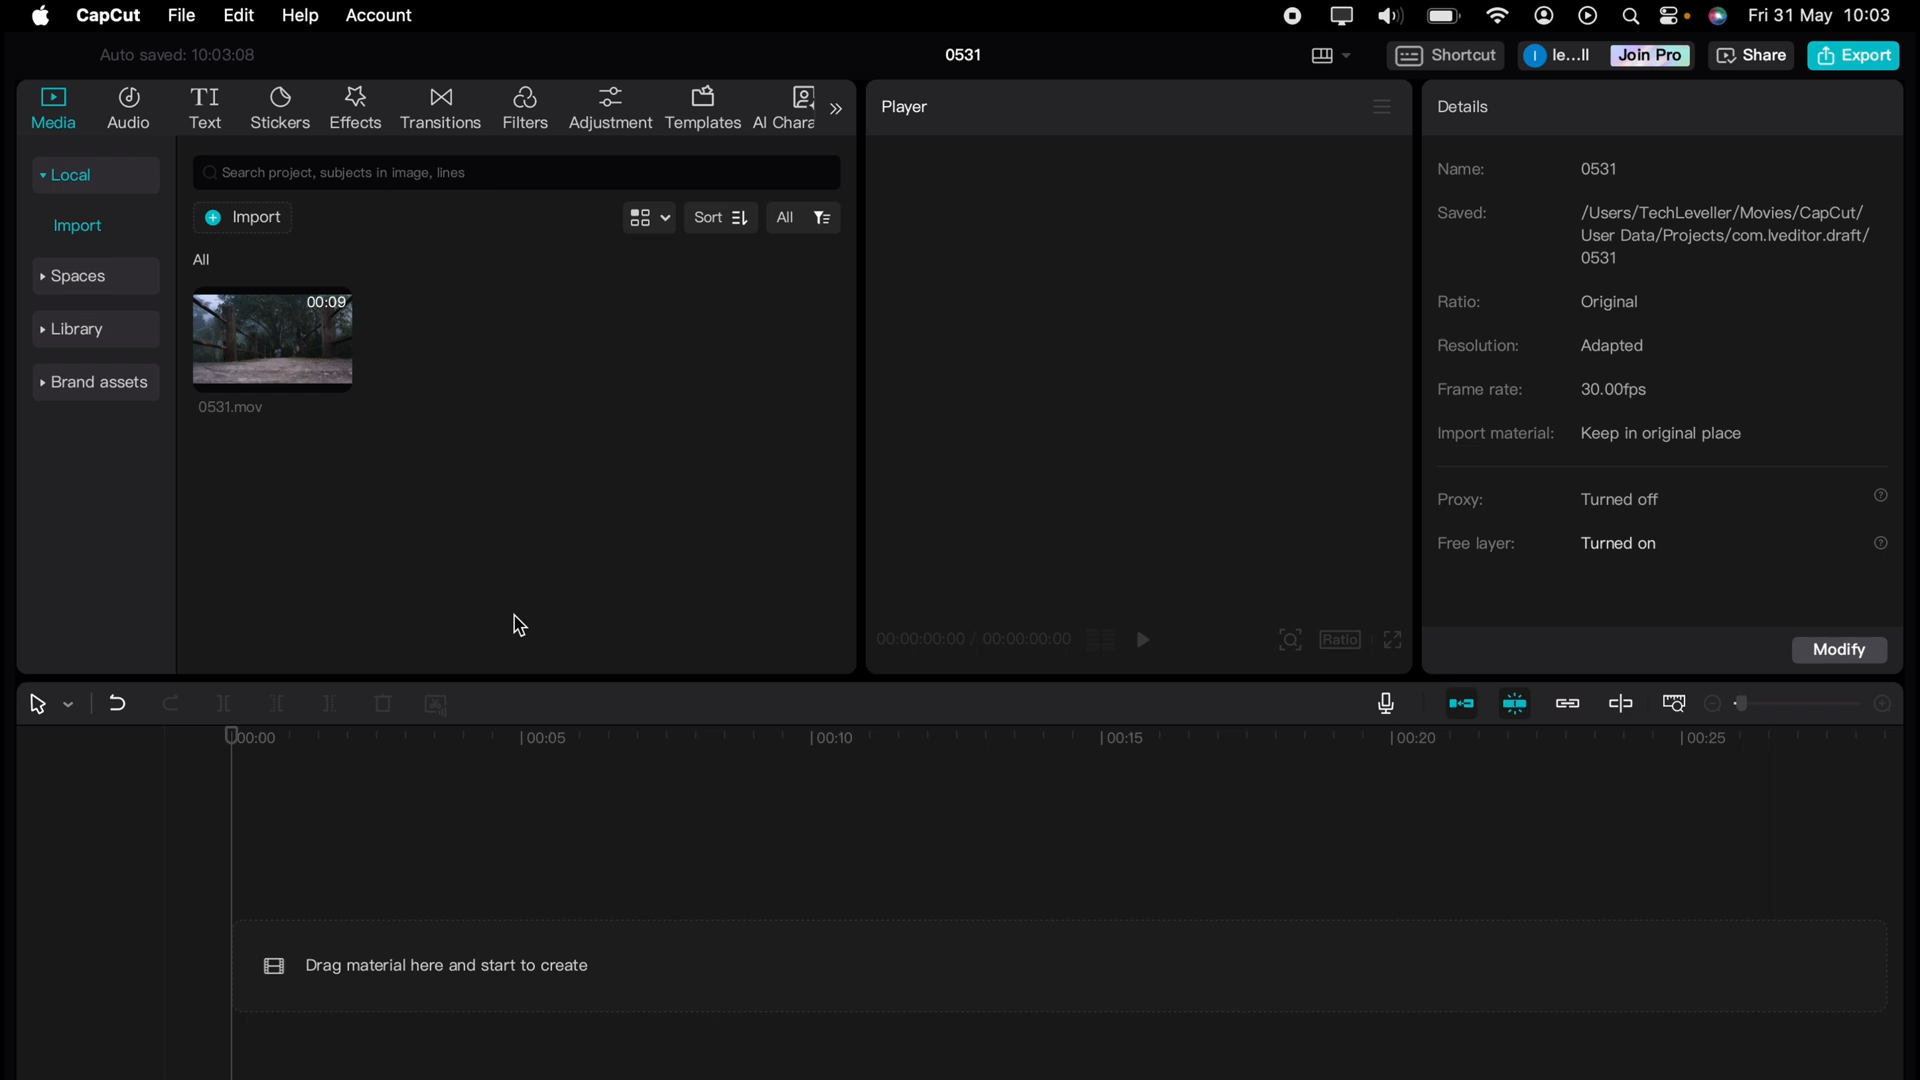 CapCut File Edit Help Account Fri 31 May 10:03
Auto saved: 10:03:08 0531 Shortcut le...ll Join Pro Share Export
Media Audio Text Stickers Effects Transitions Filters Adjustment Templates AI Chara
Player
Details
Local
Import
Spaces
Library
Brand assets
Search project, subjects in image, lines
Import Sort All
All
00:09
0531.mov
00:00:00:00 / 00:00:00:00 Ratio
Name: 0531
Saved: /Users/TechLeveller/Movies/CapCut/
User Data/Projects/com.lveditor.draft/
0531
Ratio: Original
Resolution: Adapted
Frame rate: 30.00fps
Import material: Keep in original place
Proxy: Turned off
Free layer: Turned on
Modify
00:00 00:05 00:10 00:15 00:20 00:25
Drag material here and start to create